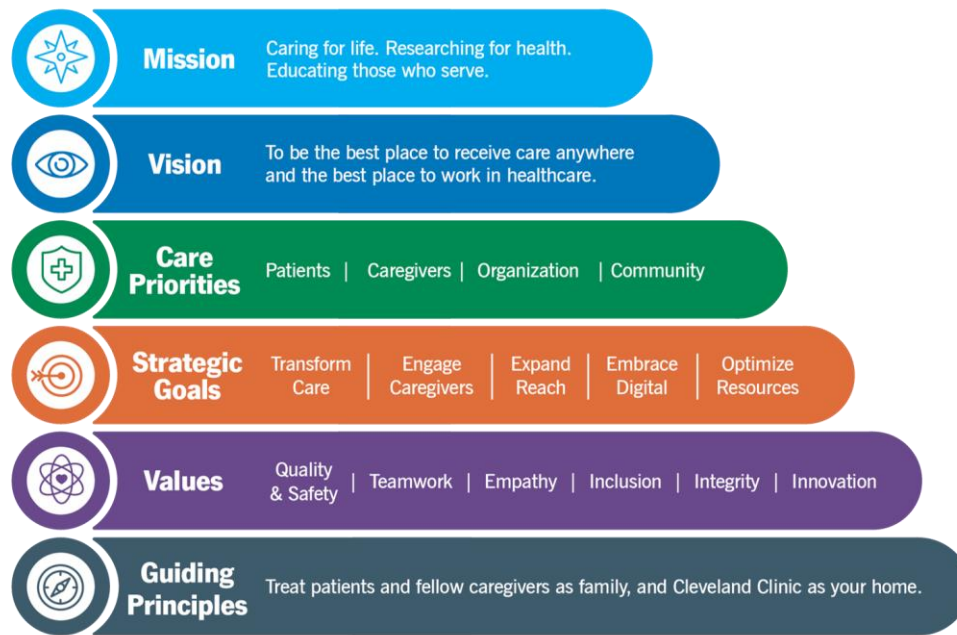 Mission
Caring for life. Researching for health.
Educating those who serve.
Vision
To be the best place to receive care anywhere
and the best place to work in healthcare.
Care
Priorities
Patients | Caregivers | Organization | Community
Strategic
Goals
Transform
Care
Engage
Caregivers
Expand
Reach
Embrace
Digital
Optimize
Resources
Values
Quality
& Safety | Teamwork | Empathy | Inclusion | Integrity | Innovation
Guiding
Principles
Treat patients and fellow caregivers as family, and Cleveland Clinic as your home.